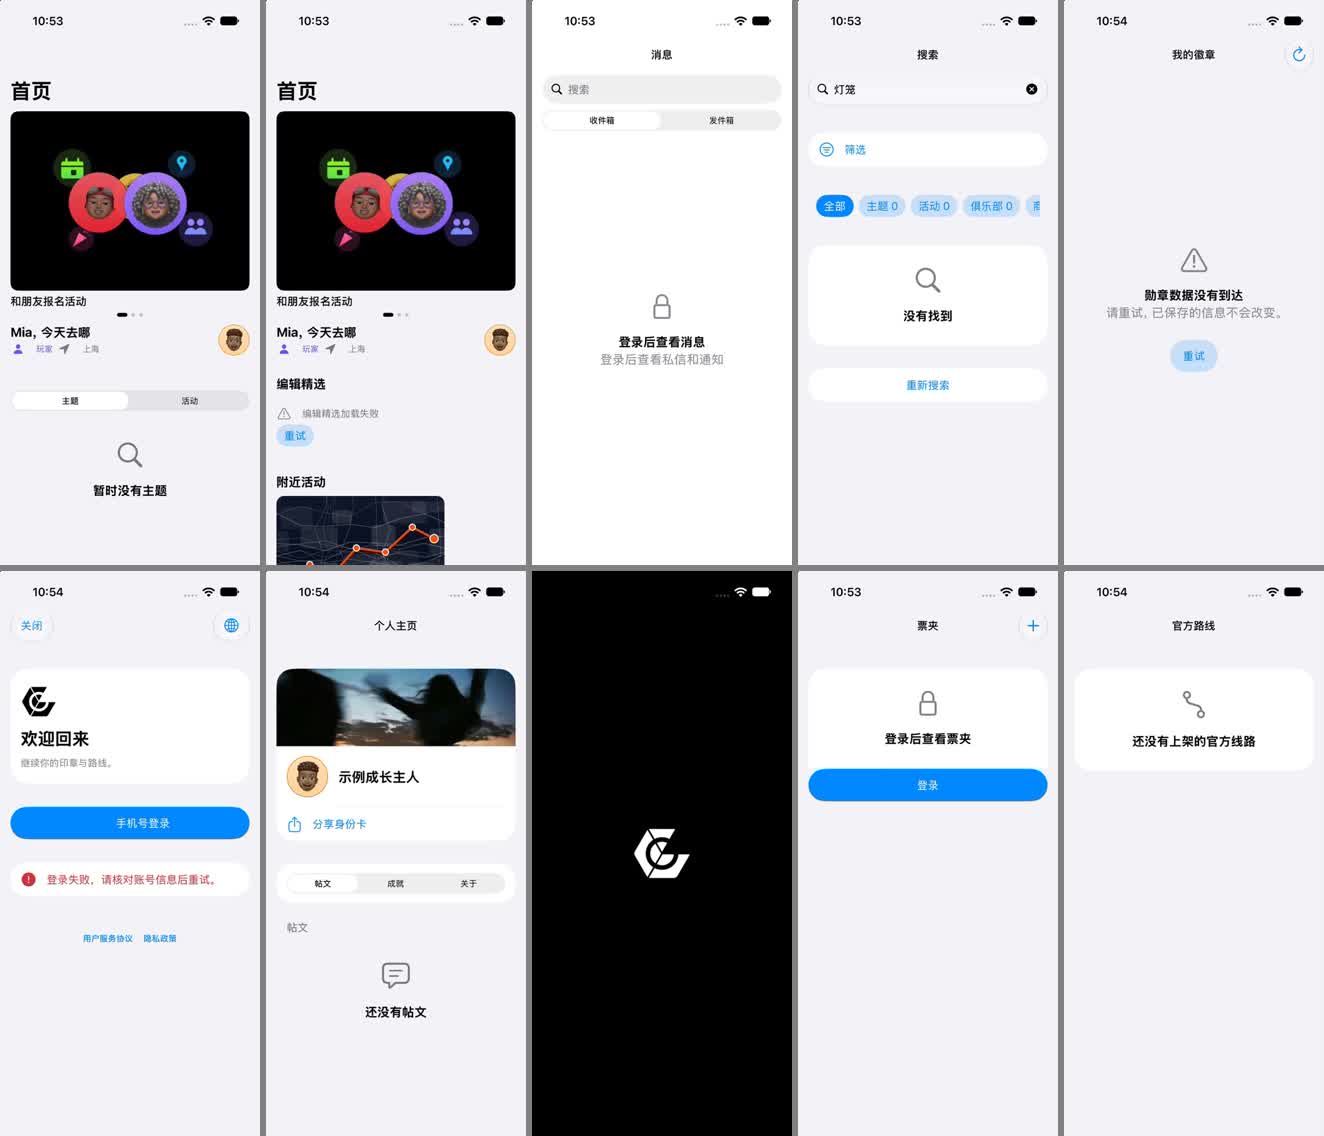 10:53
首页
和朋友报名活动
Mia, 今天去哪
玩家 上海
主题 活动
暂时没有主题
10:53
首页
和朋友报名活动
Mia, 今天去哪
玩家 上海
编辑精选
编辑精选加载失败
重试
附近活动
10:53
消息
搜索
收件箱 发件箱
登录后查看消息
登录后查看私信和通知
10:53
搜索
灯笼
筛选
全部 主题 0 活动 0 俱乐部 0
没有找到
重新搜索
10:54
我的徽章
勋章数据没有到达
请重试, 已保存的信息不会改变。
重试
10:54
关闭
欢迎回来
继续你的印章与路线。
手机号登录
登录失败，请核对账号信息后重试。
用户服务协议 隐私政策
10:54
个人主页
示例成长主人
分享身份卡
帖文 成就 关于
帖文
还没有帖文
10:53
票夹
登录后查看票夹
登录
10:54
官方路线
还没有上架的官方线路